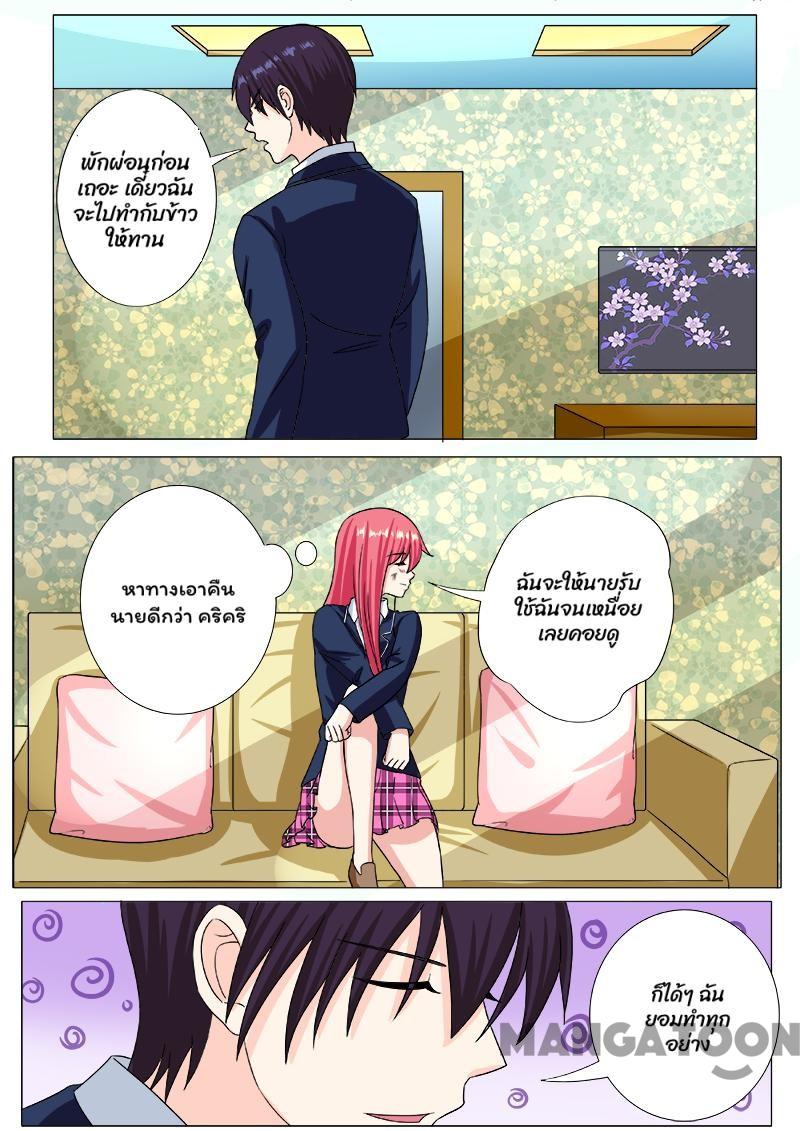 พักผ่อนก่อน
เถอะ เดี๋ยวฉัน
จะไปทำกับข้าว
ให้ทาน
หาทางเอาคืน
นายดีกว่า คริคริ
ฉันจะให้นายรับ
ใช้ฉันจนเหนื่อย
เลยคอยดู
ก็ได้ๆ ฉัน
ยอมทำทุก
อย่าง
MANGATOON